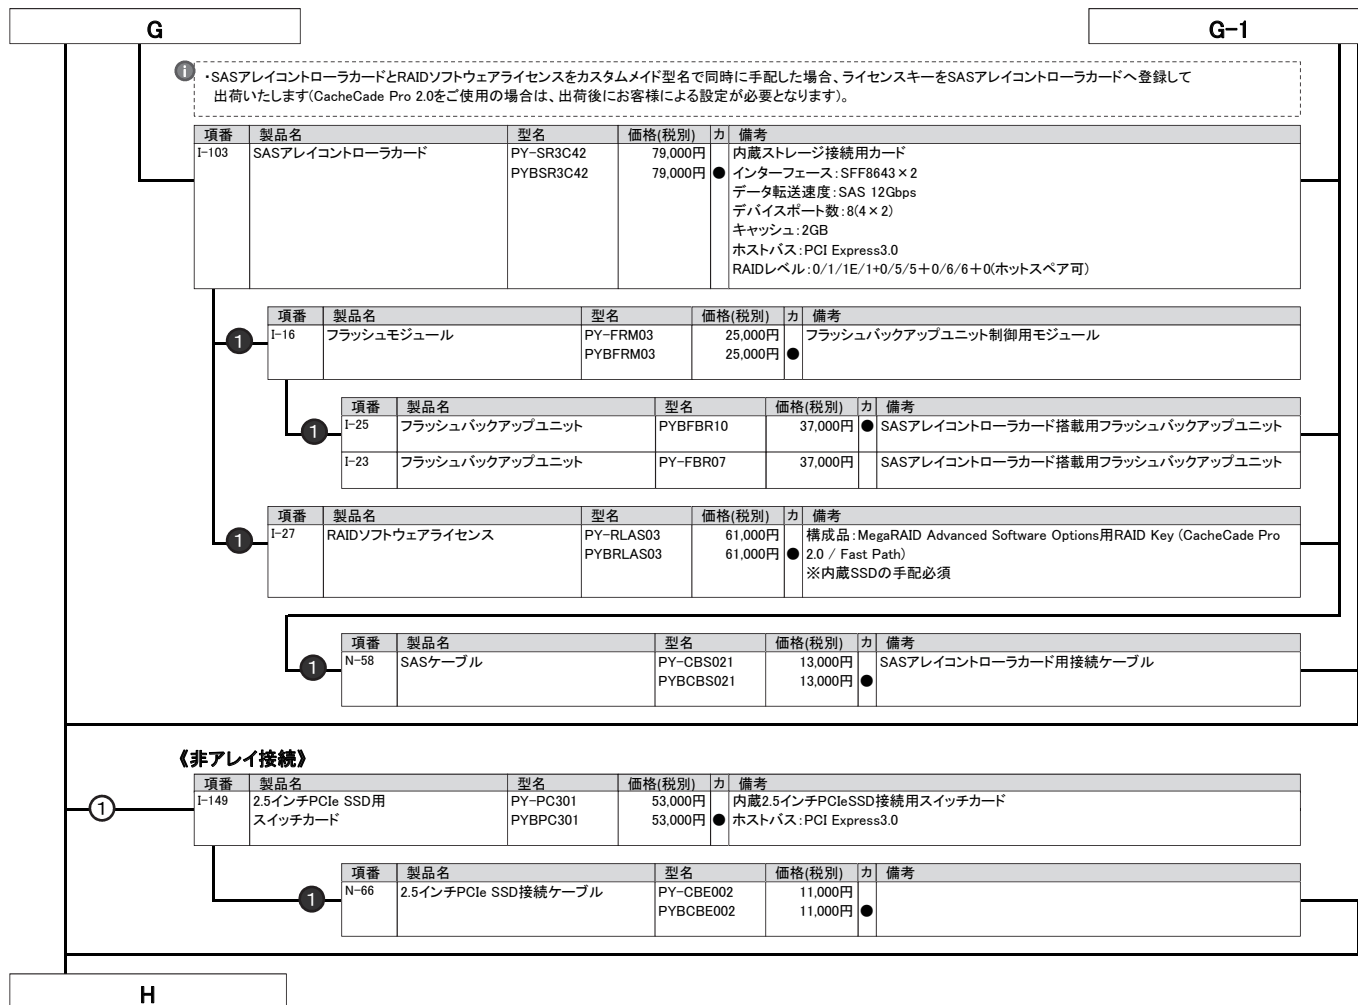 G
G-1
i
・SASアレイコントローラカードとRAIDソフトウェアライセンスをカスタムメイド型名で同時に手配した場合、ライセンスキーをSASアレイコントローラカードへ登録して
出荷いたします(CacheCade Pro 2.0をご使用の場合は、出荷後にお客様による設定が必要となります)。
項番 製品名 型名 価格(税別) カ 備考
I-103 SASアレイコントローラカード PY-SR3C42 79,000円 内蔵ストレージ接続用カード
PYBSR3C42 79,000円 ● インターフェース:SFF8643×2
データ転送速度:SAS 12Gbps
デバイスポート数:8(4×2)
キャッシュ:2GB
ホストバス:PCI Express3.0
RAIDレベル:0/1/1E/1+0/5/5+0/6/6+0(ホットスペア可)
項番 製品名 型名 価格(税別) カ 備考
1 I-16 フラッシュモジュール PY-FRM03 25,000円 フラッシュバックアップユニット制御用モジュール
PYBFRM03 25,000円 ●
項番 製品名 型名 価格(税別) カ 備考
1 I-25 フラッシュバックアップユニット PYBFBR10 37,000円 ● SASアレイコントローラカード搭載用フラッシュバックアップユニット
I-23 フラッシュバックアップユニット PY-FBR07 37,000円 SASアレイコントローラカード搭載用フラッシュバックアップユニット
項番 製品名 型名 価格(税別) カ 備考
1 I-27 RAIDソフトウェアライセンス PY-RLAS03 61,000円 構成品:MegaRAID Advanced Software Options用RAID Key (CacheCade Pro
PYBRLAS03 61,000円 ● 2.0 / Fast Path)
※内蔵SSDの手配必須
項番 製品名 型名 価格(税別) カ 備考
1 N-58 SASケーブル PY-CBS021 13,000円 SASアレイコントローラカード用接続ケーブル
PYBCBS021 13,000円 ●
《非アレイ接続》
項番 製品名 型名 価格(税別) カ 備考
1 I-149 2.5インチPCIe SSD用 PY-PC301 53,000円 内蔵2.5インチPCIeSSD接続用スイッチカード
スイッチカード PYBPC301 53,000円 ● ホストバス:PCI Express3.0
項番 製品名 型名 価格(税別) カ 備考
1 N-66 2.5インチPCIe SSD接続ケーブル PY-CBE002 11,000円
PYBCBE002 11,000円 ●
H